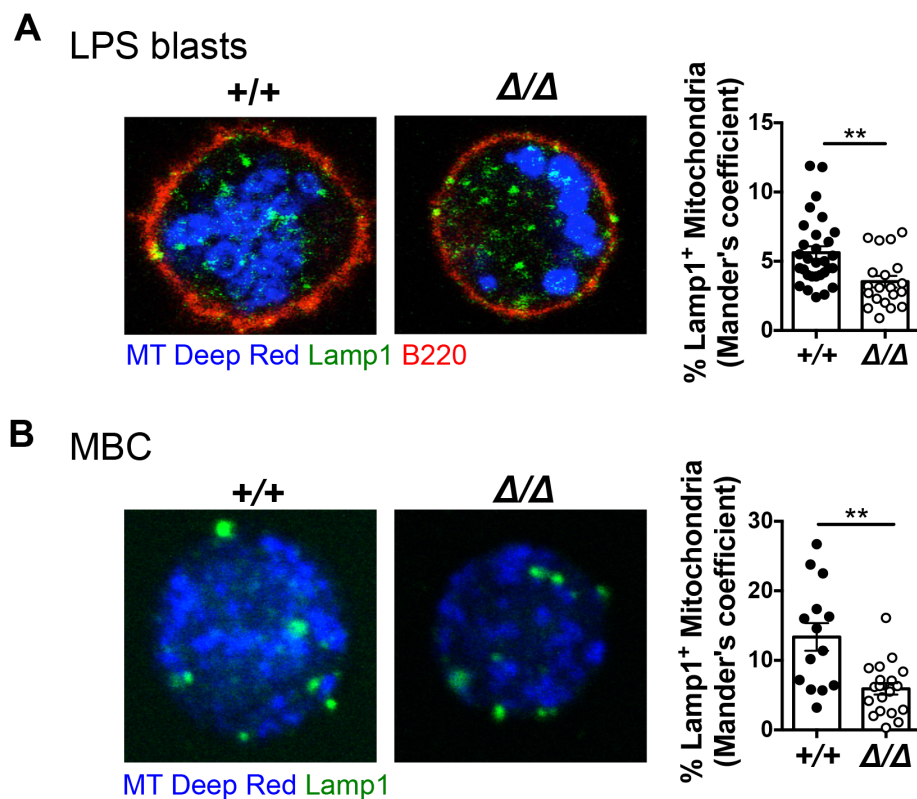 A
LPS blasts
+/+
Δ/Δ
MT Deep Red Lamp1 B220
% Lamp1⁺ Mitochondria
(Mander's coefficient)
15
10
5
0
**
+/+
Δ/Δ
B
MBC
+/+
Δ/Δ
MT Deep Red Lamp1
% Lamp1⁺ Mitochondria
(Mander's coefficient)
30
20
10
0
**
+/+
Δ/Δ